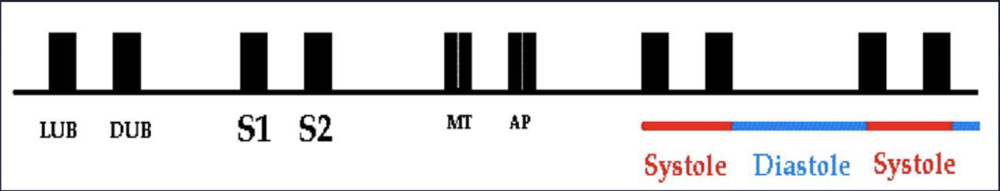 LUB DUB S1 S2 MT AP
Systole Diastole Systole